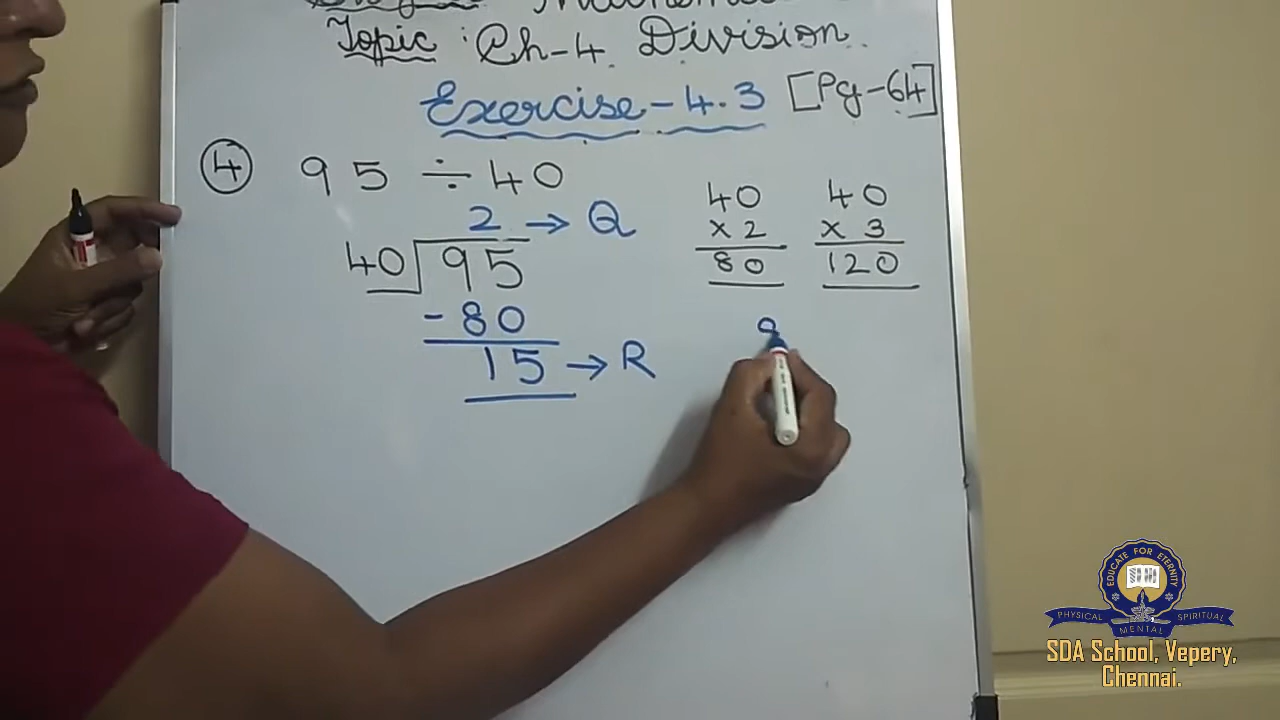 Topic : Ch-4 Division
Exercise-4.3 [Pg-64]
4 95 ÷ 40
2 → Q
40 95
-80
15 → R
40
x 2
80
40
x 3
120
EDUCATE FOR ETERNITY
PHYSICAL MENTAL SPIRITUAL
SDA School, Vepery,
Chennai.